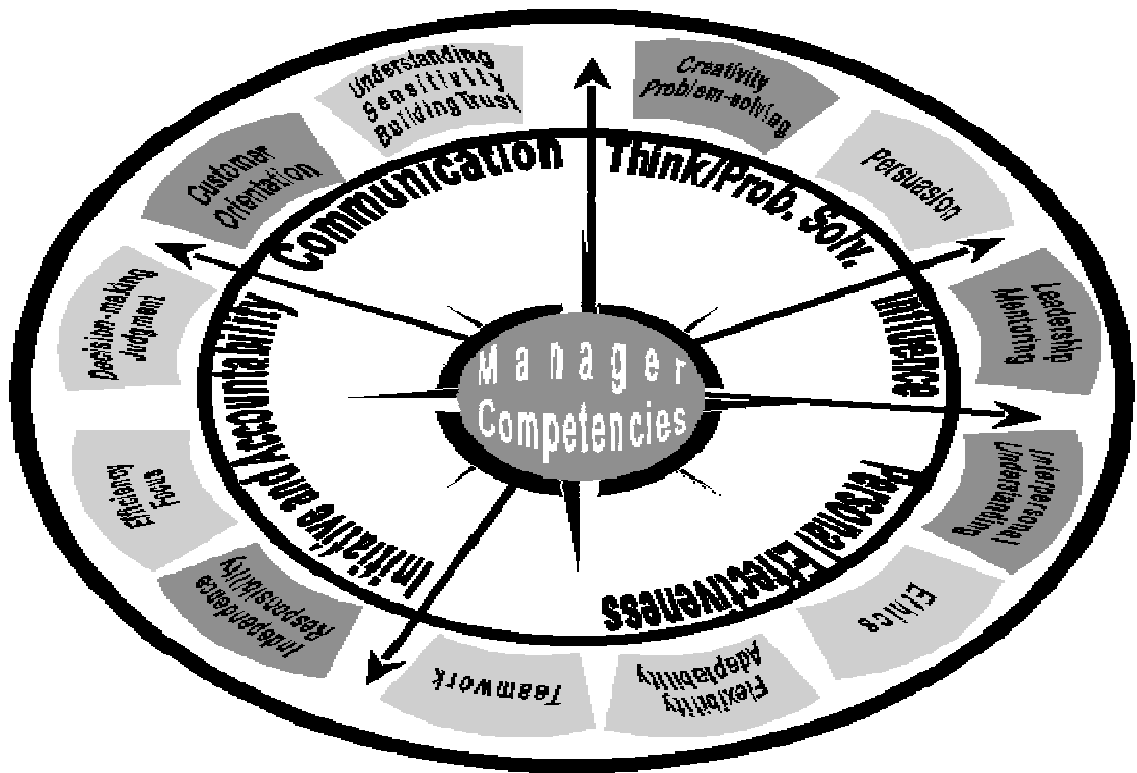 Manager
Competencies
Communication
Think/Prob. Solv.
Influence
Personal Effectiveness
Initiative and Accountability
Understanding
Sensitivity
Building Trust
Creativity
Problem-solving
Persuasion
Leadership
Mentoring
Interpersonal
Understanding
Ethics
Flexibility
Adaptability
Teamwork
Independence
Responsibility
Efficiency
Focus
Decision-making
Judgment
Customer
Orientation